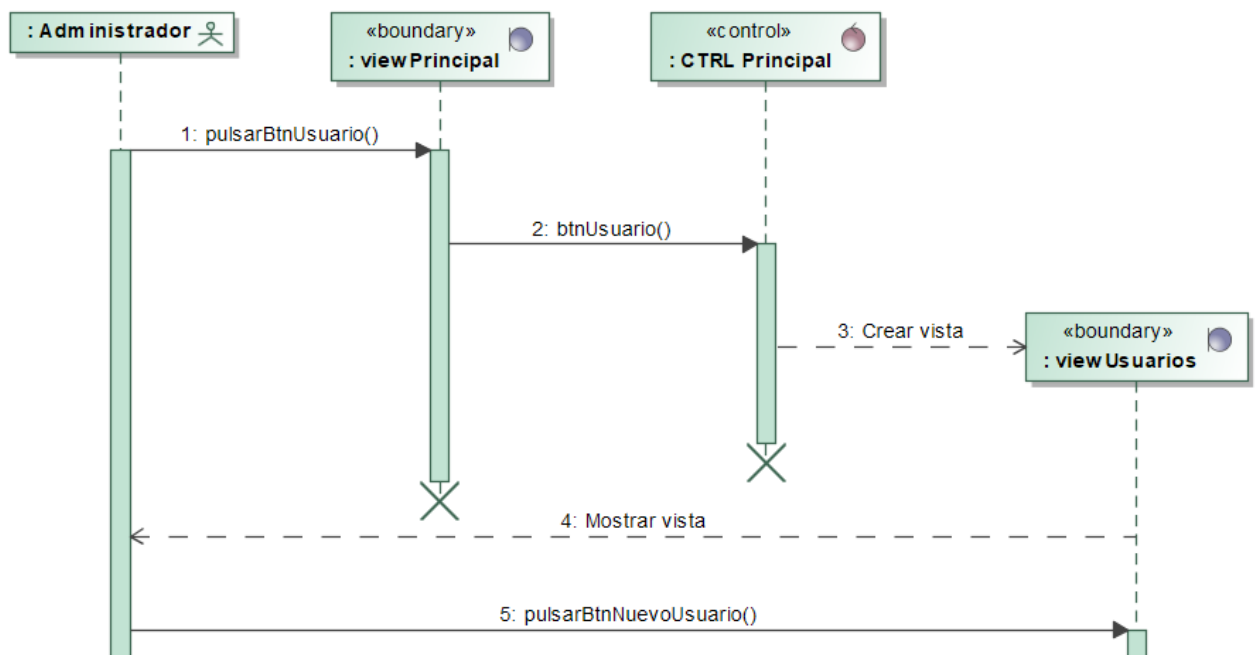 : Administrador
«boundary»
: viewPrincipal
«control»
: CTRL Principal
1: pulsarBtnUsuario()
2: btnUsuario()
3: Crear vista
«boundary»
: viewUsuarios
4: Mostrar vista
5: pulsarBtnNuevoUsuario()